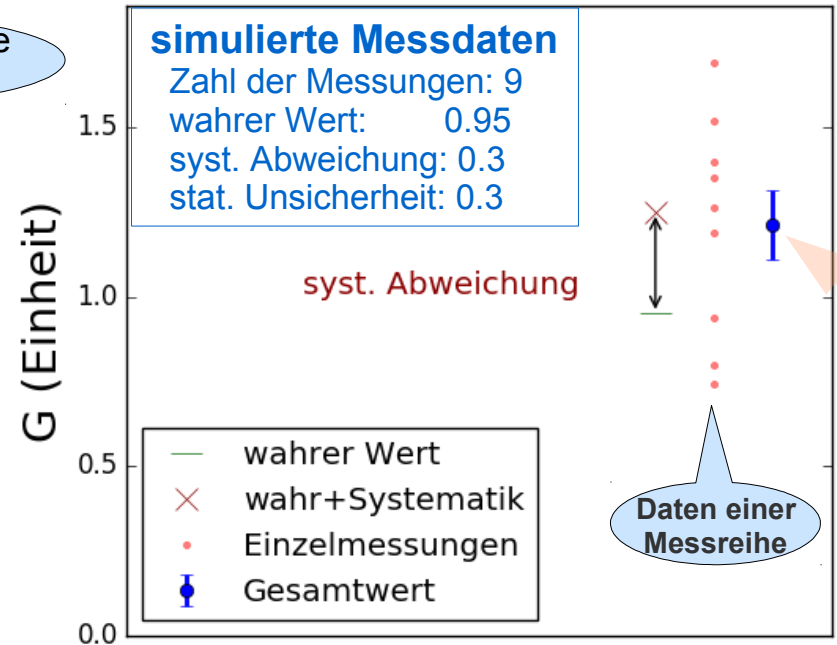 e
simulierte Messdaten
Zahl der Messungen: 9
wahrer Wert: 0.95
syst. Abweichung: 0.3
stat. Unsicherheit: 0.3
1.5
syst. Abweichung
1.0
G (Einheit)
0.5
wahrer Wert
wahr+Systematik
Einzelmessungen
Gesamtwert
Daten einer
Messreihe
0.0